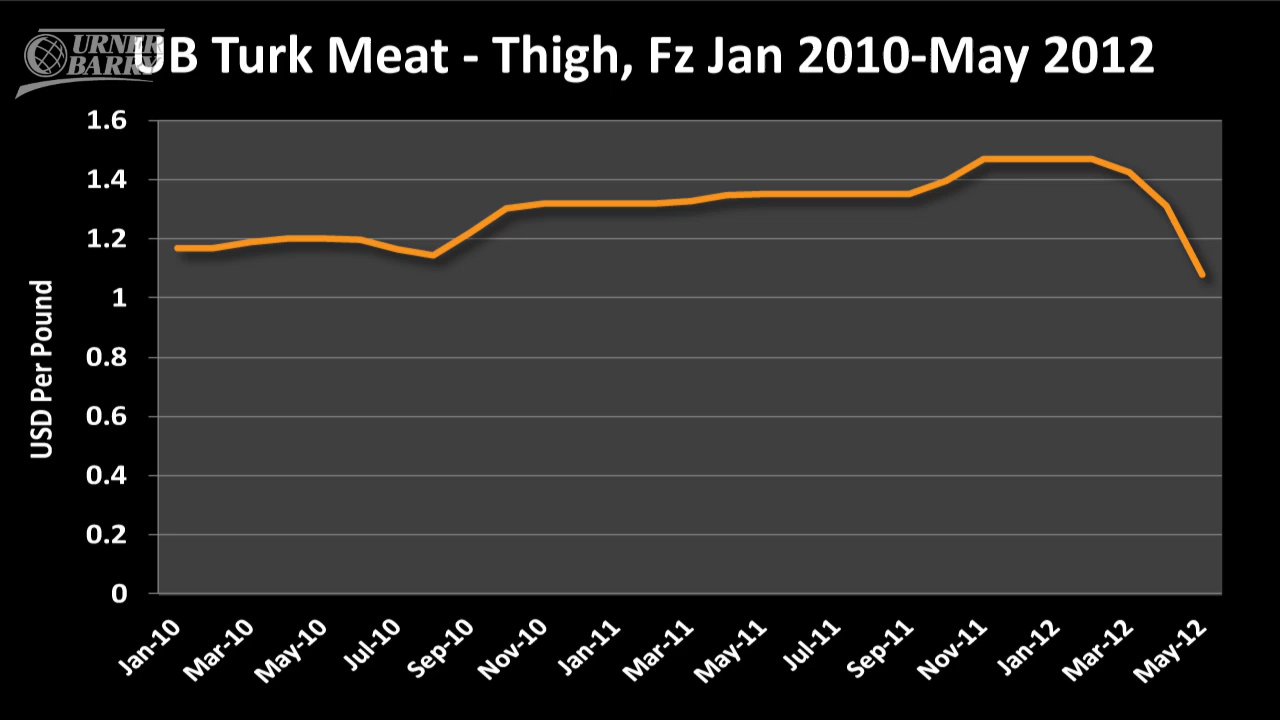 URNER
BARRY
UB Turk Meat - Thigh, Fz Jan 2010-May 2012
1.6
1.4
1.2
1
0.8
0.6
0.4
0.2
0
USD Per Pound
Jan-10
Mar-10
May-10
Jul-10
Sep-10
Nov-10
Jan-11
Mar-11
May-11
Jul-11
Sep-11
Nov-11
Jan-12
Mar-12
May-12